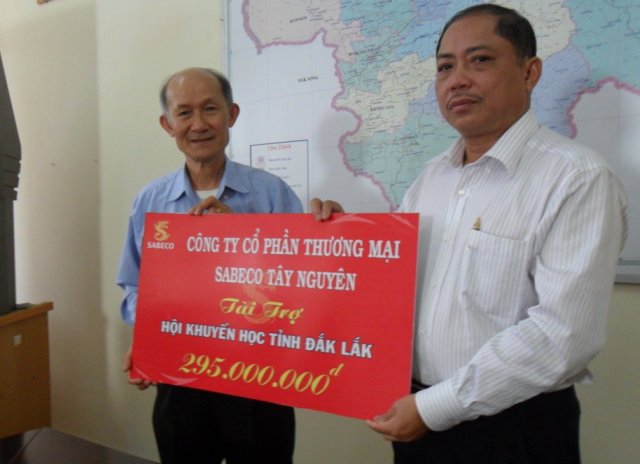 SABECO
CÔNG TY CỔ PHẦN THƯƠNG MẠI
SABECO TÂY NGUYÊN
Tài Trợ
HỘI KHUYẾN HỌC TỈNH ĐẮK LẮK
295.000.000đ